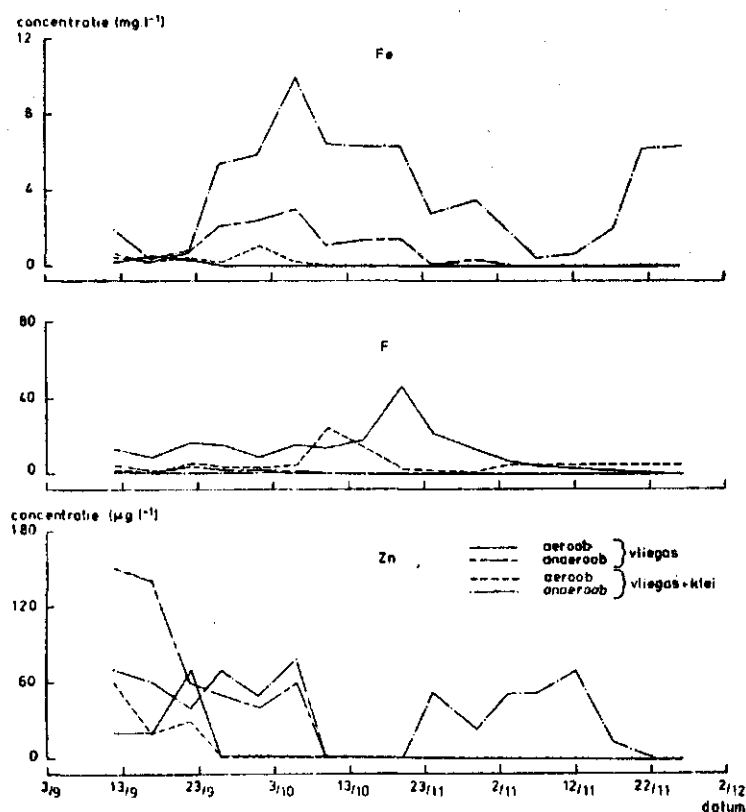 concentratie (mg.l⁻¹)
12
Fe
8
4
0
80
F
40
0
concentratie (µg l⁻¹)
180
Zn
aeroob
anaeroob
vliegas
aeroob
anaeroob
vliegas+klei
120
60
0
3/9 13/9 23/9 3/10 13/10 23/11 2/11 12/11 22/11 2/12
datum